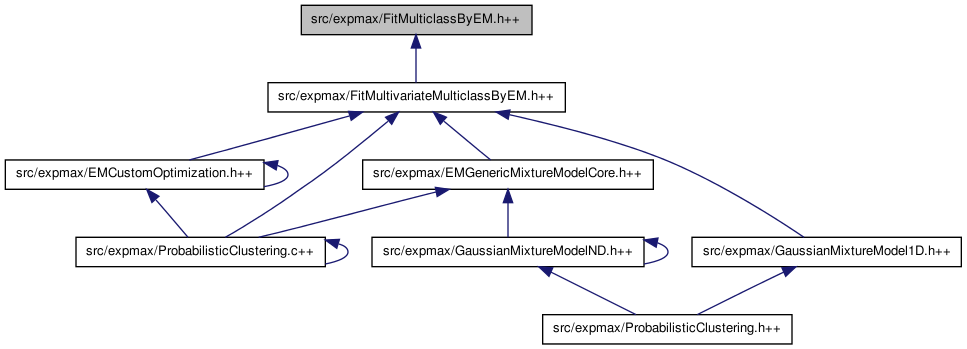 src/expmax/FitMulticlassByEM.h++
src/expmax/FitMultivariateMulticlassByEM.h++
src/expmax/EMCustomOptimization.h++
src/expmax/EMGenericMixtureModelCore.h++
src/expmax/ProbabilisticClustering.c++
src/expmax/GaussianMixtureModelND.h++
src/expmax/GaussianMixtureModel1D.h++
src/expmax/ProbabilisticClustering.h++